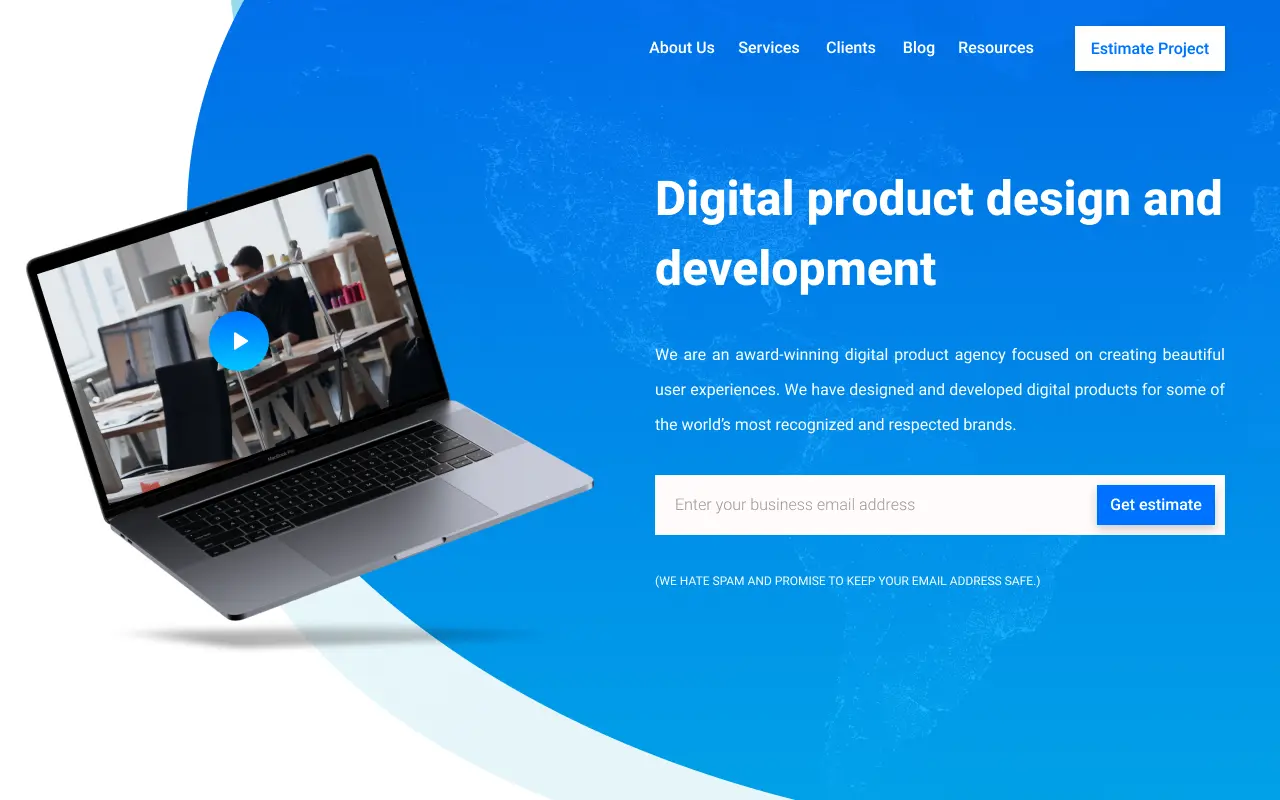 About Us Services Clients Blog Resources Estimate Project
Digital product design and
development
We are an award-winning digital product agency focused on creating beautiful
user experiences. We have designed and developed digital products for some of
the world’s most recognized and respected brands.
Enter your business email address Get estimate
(WE HATE SPAM AND PROMISE TO KEEP YOUR EMAIL ADDRESS SAFE.)
MacBook Pro